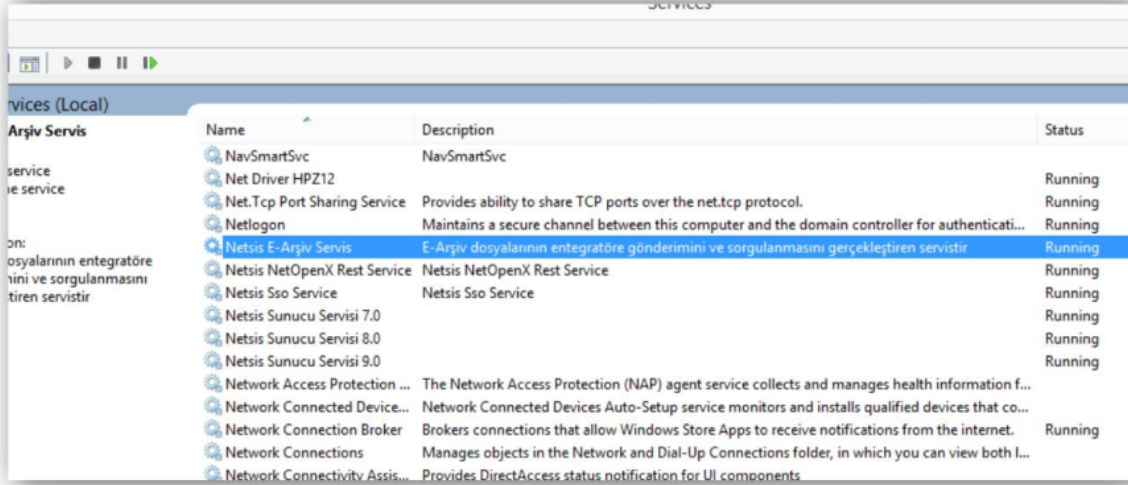 Services
rvices (Local)
Arşiv Servis
service
e service
on:
osyalarının entegratöre
ini ve sorgulanmasını
tiren servistir
Name Description Status
NavSmartSvc NavSmartSvc
Net Driver HPZ12 Running
Net.Tcp Port Sharing Service Provides ability to share TCP ports over the net.tcp protocol. Running
Netlogon Maintains a secure channel between this computer and the domain controller for authenticati... Running
Netsis E-Arşiv Servis E-Arşiv dosyalarının entegratöre gönderimini ve sorgulanmasını gerçekleştiren servistir Running
Netsis NetOpenX Rest Service Netsis NetOpenX Rest Service Running
Netsis Sso Service Netsis Sso Service Running
Netsis Sunucu Servisi 7.0 Running
Netsis Sunucu Servisi 8.0 Running
Netsis Sunucu Servisi 9.0 Running
Network Access Protection ... The Network Access Protection (NAP) agent service collects and manages health information f...
Network Connected Device... Network Connected Devices Auto-Setup service monitors and installs qualified devices that co...
Network Connection Broker Brokers connections that allow Windows Store Apps to receive notifications from the internet. Running
Network Connections Manages objects in the Network and Dial-Up Connections folder, in which you can view both l...
Network Connectivity Assis... Provides DirectAccess status notification for UI components